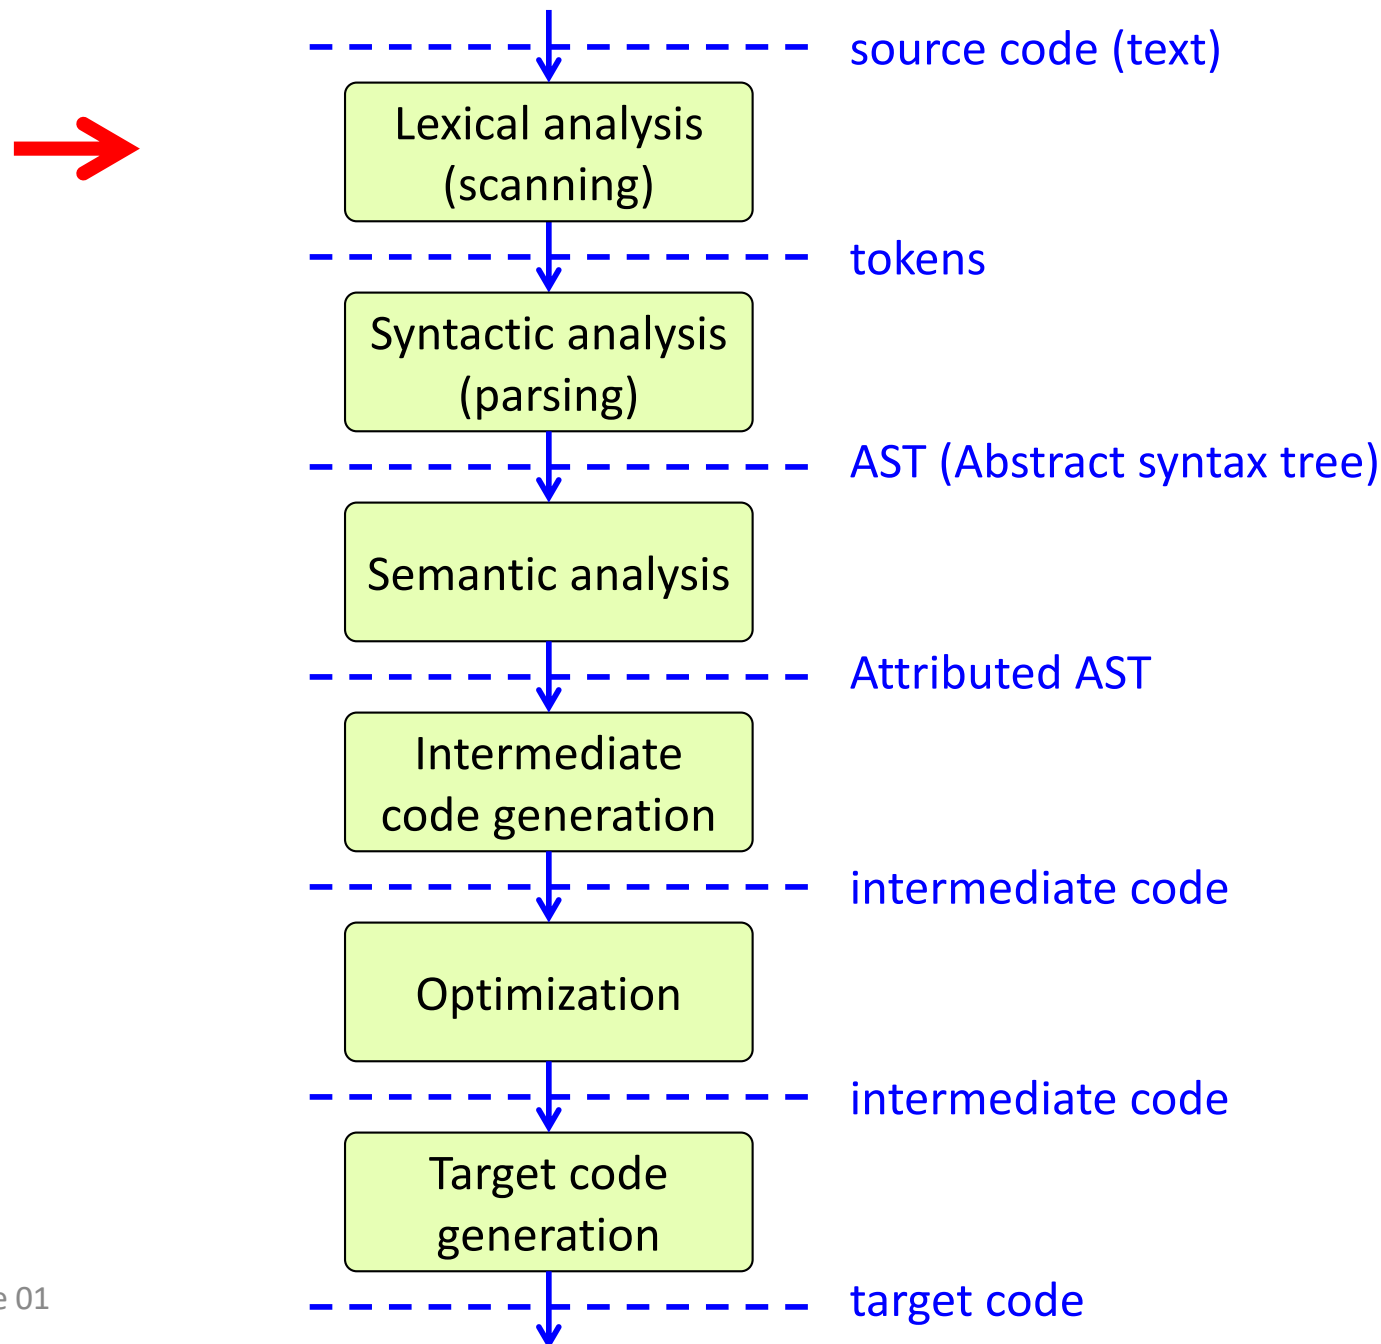 source code (text)
Lexical analysis
(scanning)
tokens
Syntactic analysis
(parsing)
AST (Abstract syntax tree)
Semantic analysis
Attributed AST
Intermediate
code generation
intermediate code
Optimization
intermediate code
Target code
generation
target code
01